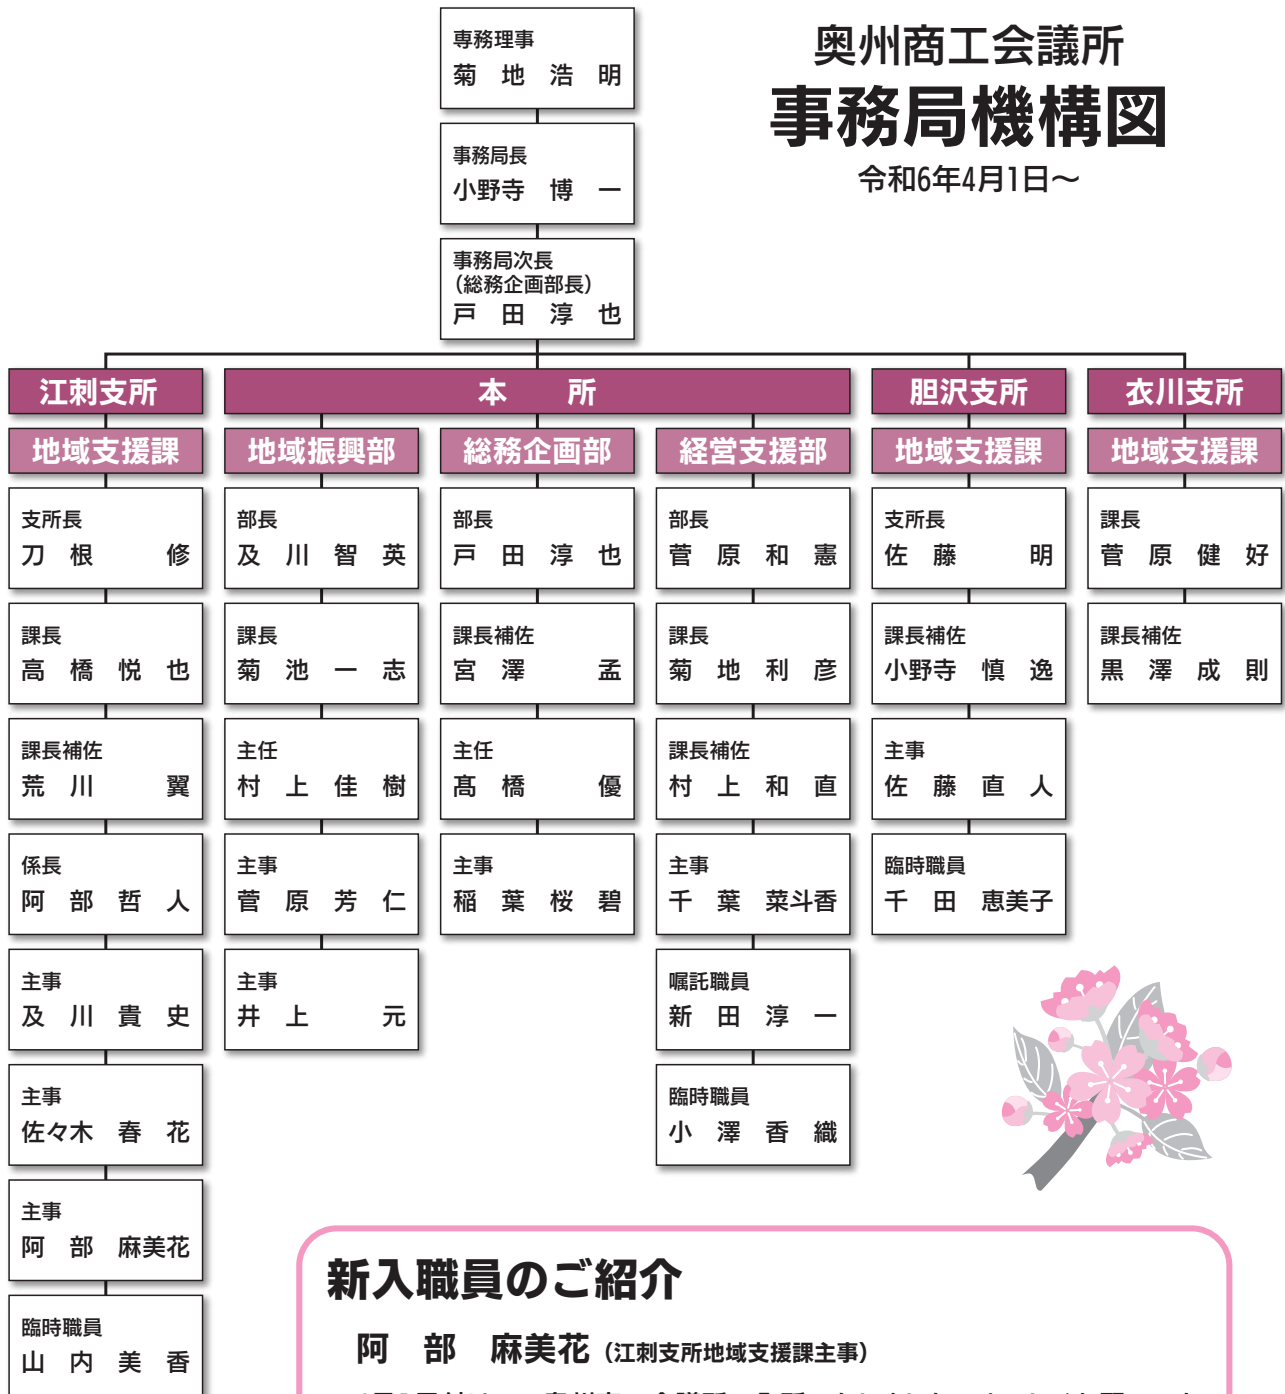 奥州商工会議所
事務局機構図
令和6年4月1日～
専務理事
菊地浩明
事務局長
小野寺博一
事務局次長
(総務企画部長)
戸田淳也
江刺支所
地域支援課
支所長
刀根修
課長
高橋悦也
課長補佐
荒川翼
係長
阿部哲人
主事
及川貴史
主事
佐々木春花
主事
阿部麻美花
臨時職員
山内美香
本所
地域振興部
部長
及川智英
課長
菊池一志
主任
村上佳樹
主事
菅原芳仁
主事
井上元
総務企画部
部長
戸田淳也
課長補佐
宮澤孟
主任
髙橋優
主事
稲葉桜碧
経営支援部
部長
菅原和憲
課長
菊地利彦
課長補佐
村上和直
主事
千葉菜斗香
嘱託職員
新田淳一
臨時職員
小澤香織
胆沢支所
地域支援課
支所長
佐藤明
課長補佐
小野寺慎逸
主事
佐藤直人
臨時職員
千田恵美子
衣川支所
地域支援課
課長
菅原健好
課長補佐
黒澤成則
新入職員のご紹介
阿部麻美花(江刺支所地域支援課主事)